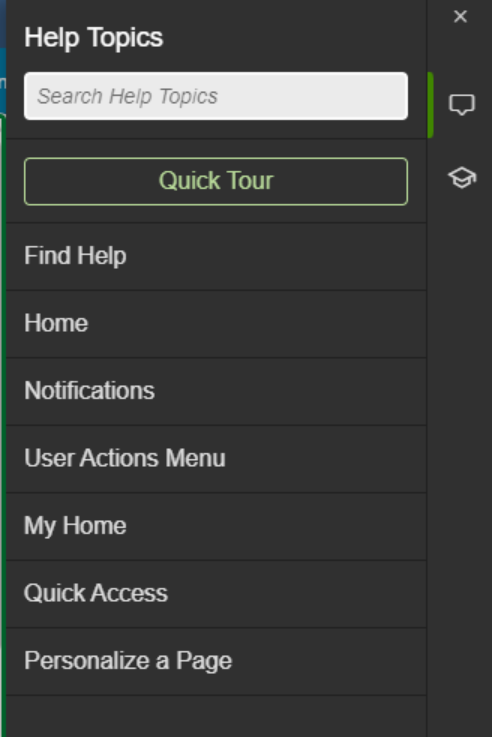 Help Topics
Search Help Topics
Quick Tour
Find Help
Home
Notifications
User Actions Menu
My Home
Quick Access
Personalize a Page